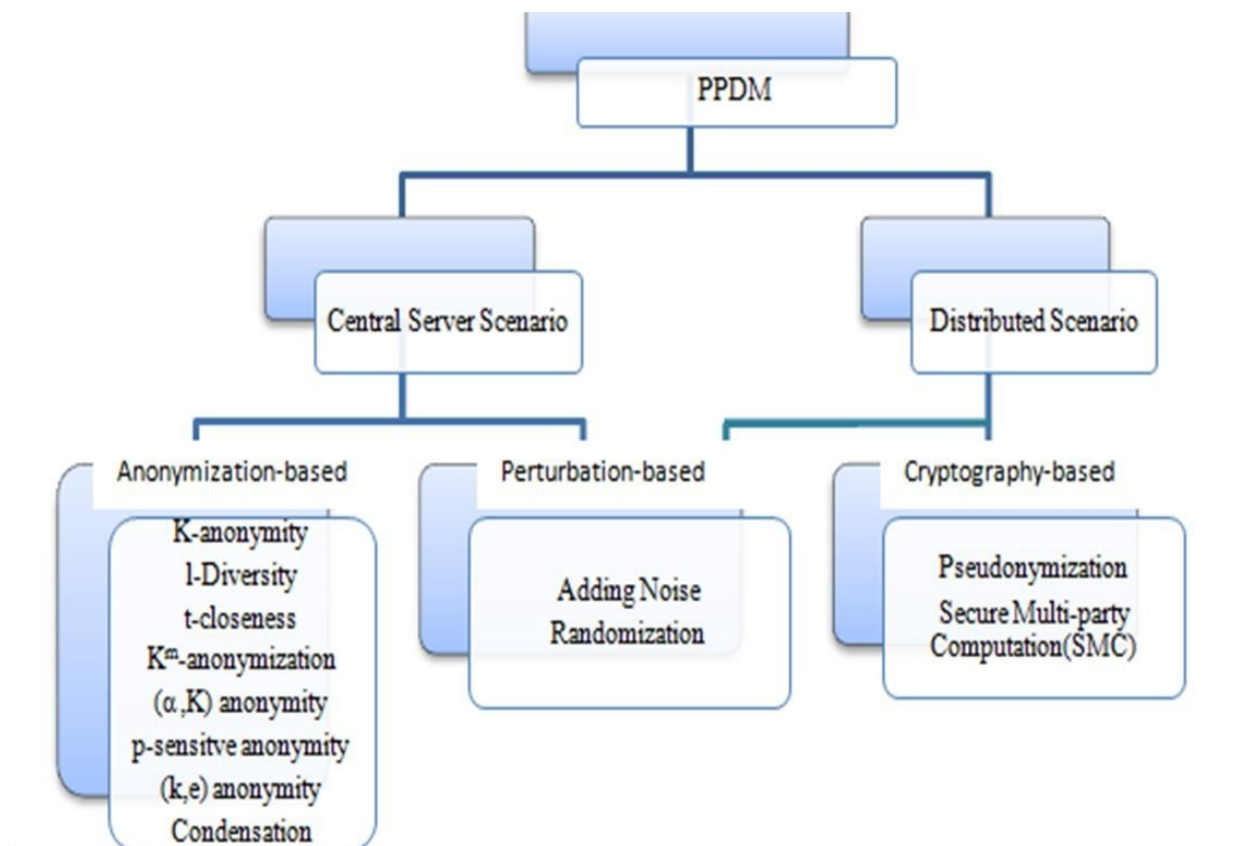 PPDM
Central Server Scenario
Distributed Scenario
Anonymization-based
K-anonymity
l-Diversity
t-closeness
Kᵐ-anonymization
(α,K) anonymity
p-sensitve anonymity
(k,e) anonymity
Condensation
Perturbation-based
Adding Noise
Randomization
Cryptography-based
Pseudonymization
Secure Multi-party
Computation(SMC)